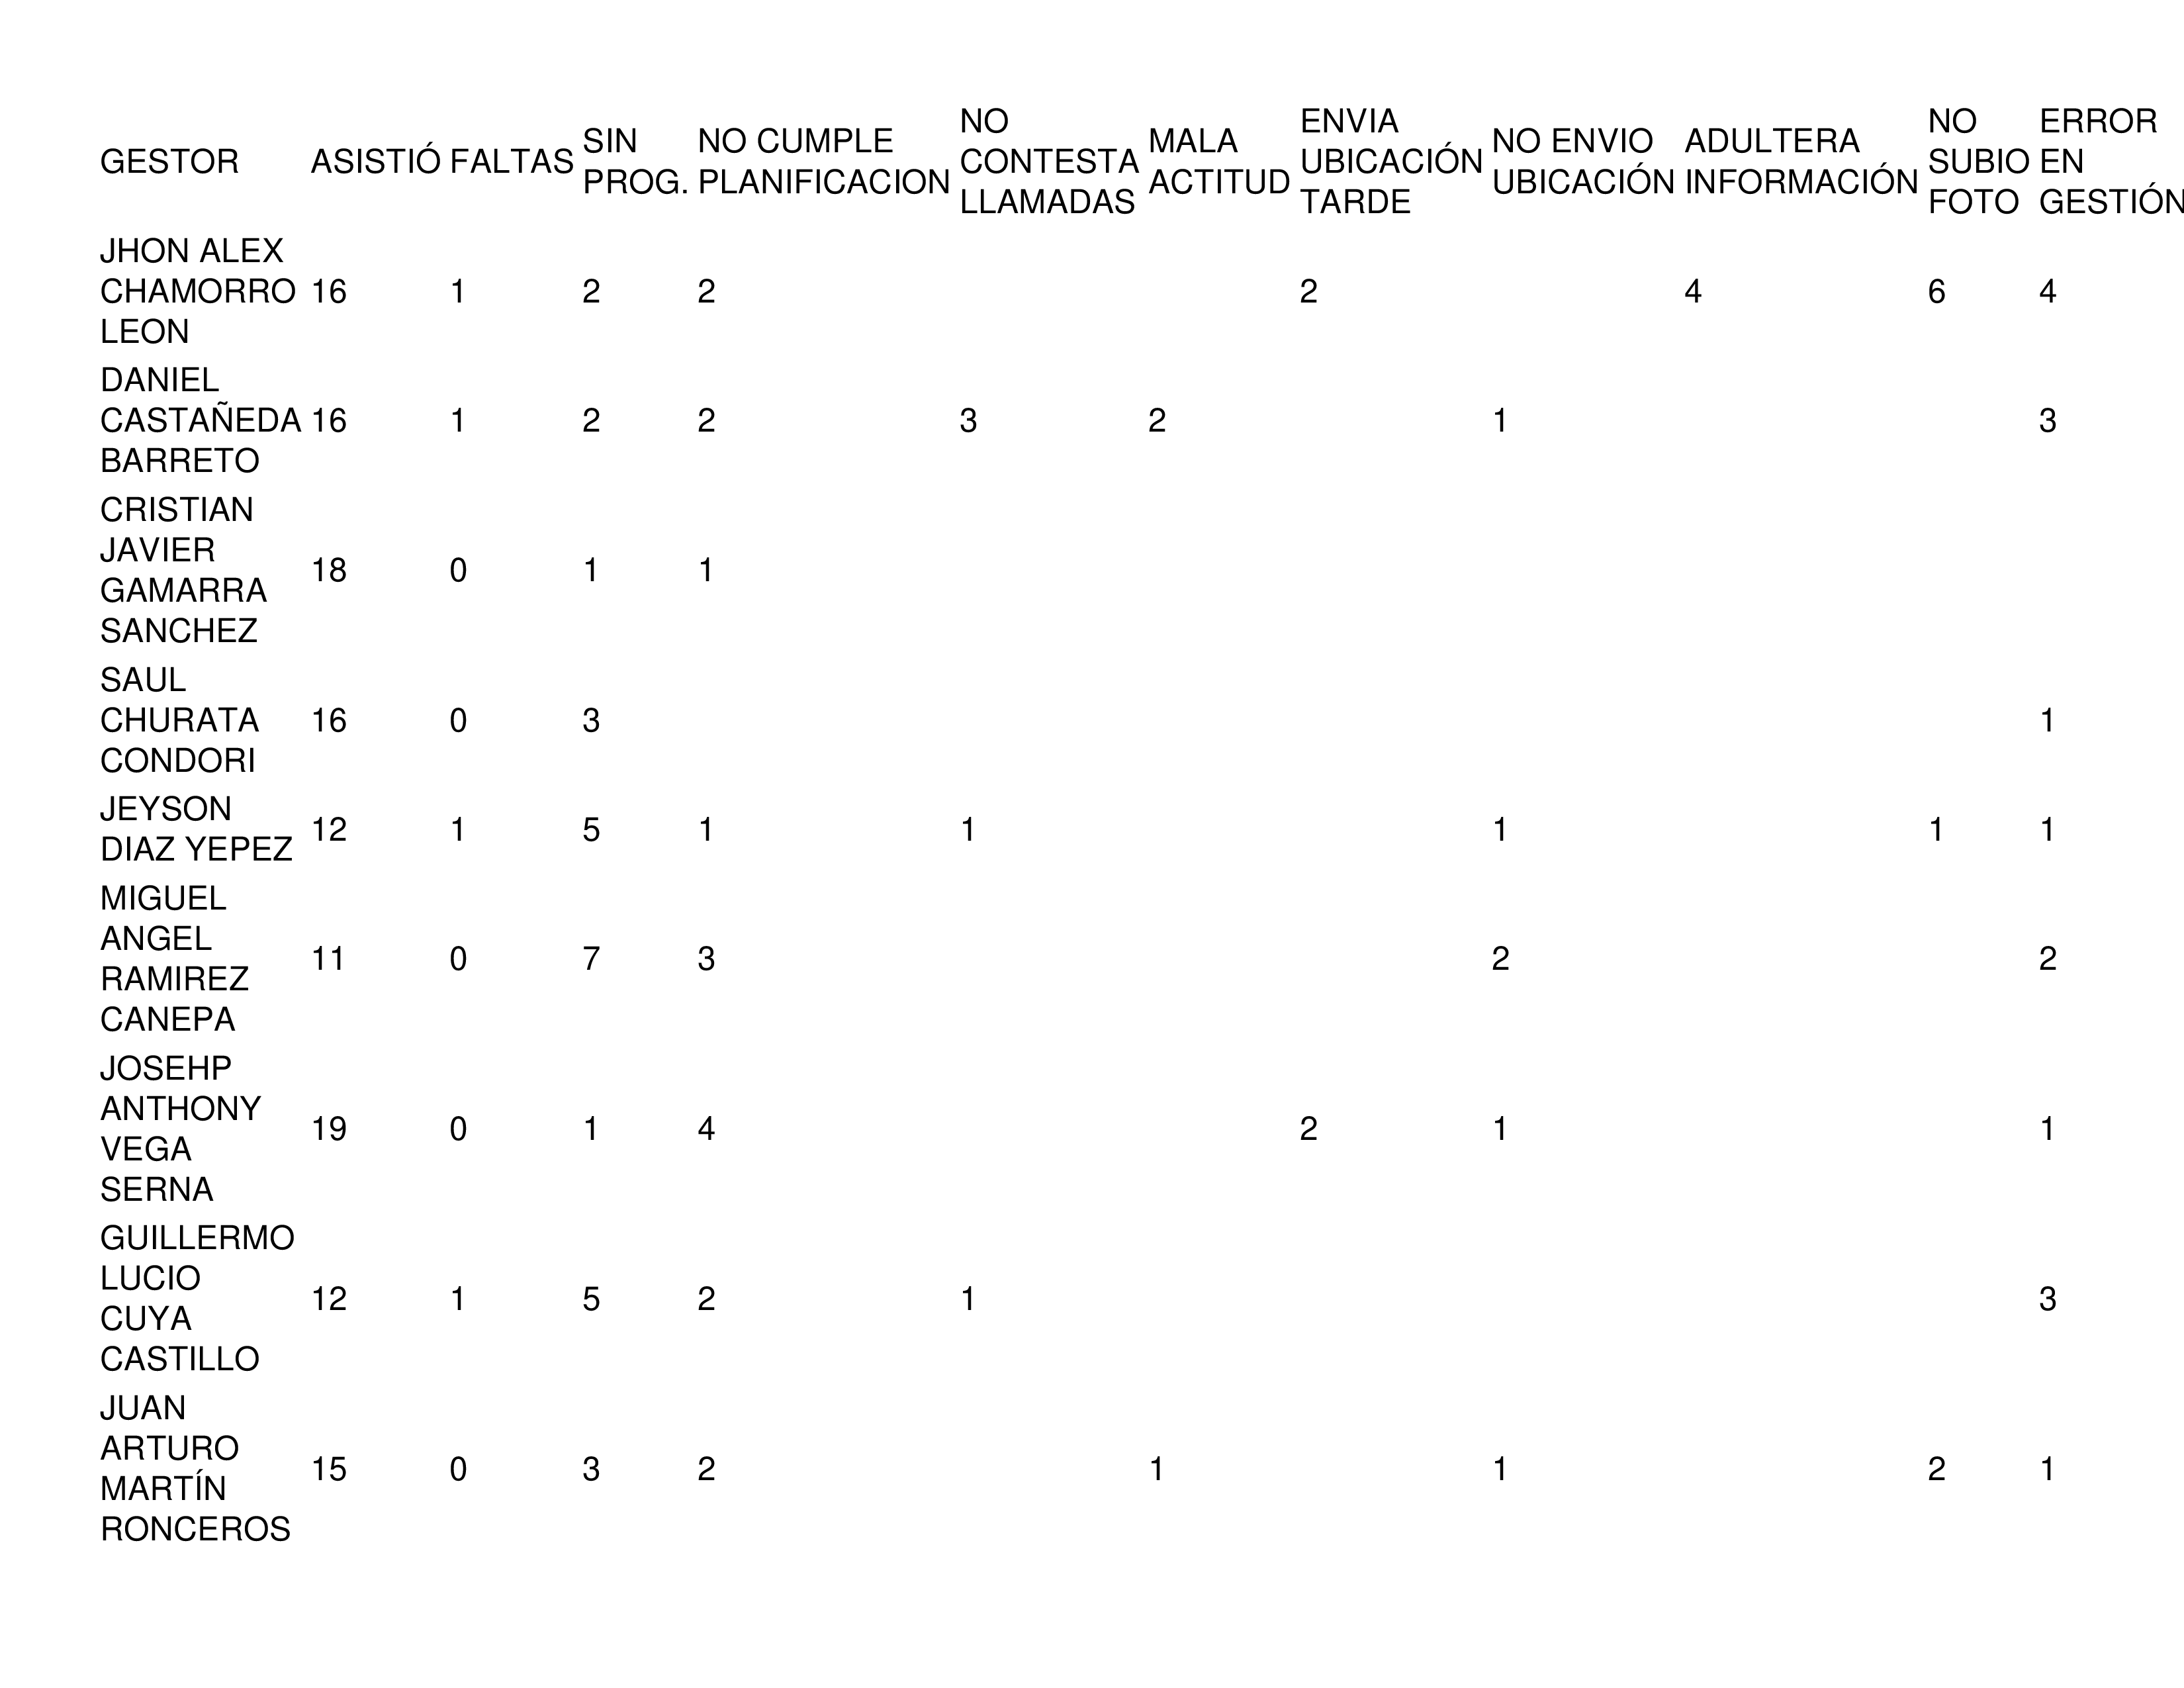 GESTOR ASISTIÓ FALTAS SIN PROG. NO CUMPLE PLANIFICACION NO CONTESTA LLAMADAS MALA ACTITUD ENVIA UBICACIÓN TARDE NO ENVIO UBICACIÓN ADULTERA INFORMACIÓN NO SUBIO FOTO ERROR EN GESTIÓN
JHON ALEX CHAMORRO LEON 16 1 2 2 2 4 6 4
DANIEL CASTAÑEDA BARRETO 16 1 2 2 3 2 1 3
CRISTIAN JAVIER GAMARRA SANCHEZ 18 0 1 1
SAUL CHURATA CONDORI 16 0 3 1
JEYSON DIAZ YEPEZ 12 1 5 1 1 1 1 1
MIGUEL ANGEL RAMIREZ CANEPA 11 0 7 3 2 2
JOSEHP ANTHONY VEGA SERNA 19 0 1 4 2 1 1
GUILLERMO LUCIO CUYA CASTILLO 12 1 5 2 1 3
JUAN ARTURO MARTÍN RONCEROS 15 0 3 2 1 1 2 1